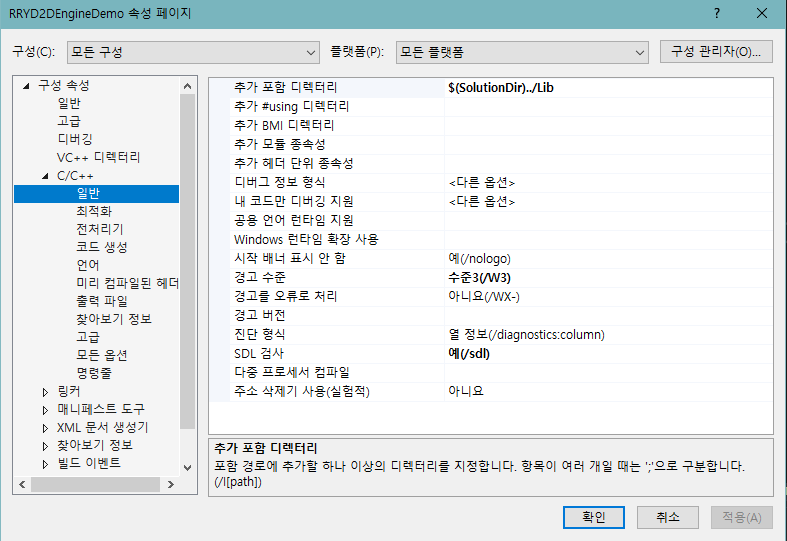 RRYD2DEngineDemo 속성 페이지
?
구성(C): 모든 구성 플랫폼(P): 모든 플랫폼 구성 관리자(O)...
구성 속성
일반
고급
디버깅
VC++ 디렉터리
C/C++
일반
최적화
전처리기
코드 생성
언어
미리 컴파일된 헤더
출력 파일
찾아보기 정보
고급
모든 옵션
명령줄
링커
매니페스트 도구
XML 문서 생성기
찾아보기 정보
빌드 이벤트
추가 포함 디렉터리 $(SolutionDir)../Lib
추가 #using 디렉터리
추가 BMI 디렉터리
추가 모듈 종속성
추가 헤더 단위 종속성
디버그 정보 형식 <다른 옵션>
내 코드만 디버깅 지원 <다른 옵션>
공용 언어 런타임 지원
Windows 런타임 확장 사용
시작 배너 표시 안 함 예(/nologo)
경고 수준 수준3(/W3)
경고를 오류로 처리 아니요(/WX-)
경고 버전
진단 형식 열 정보(/diagnostics:column)
SDL 검사 예(/sdl)
다중 프로세서 컴파일
주소 삭제기 사용(실험적) 아니요
추가 포함 디렉터리
포함 경로에 추가할 하나 이상의 디렉터리를 지정합니다. 항목이 여러 개일 때는 ';'으로 구분합니다.
(/I[path])
확인 취소 적용(A)